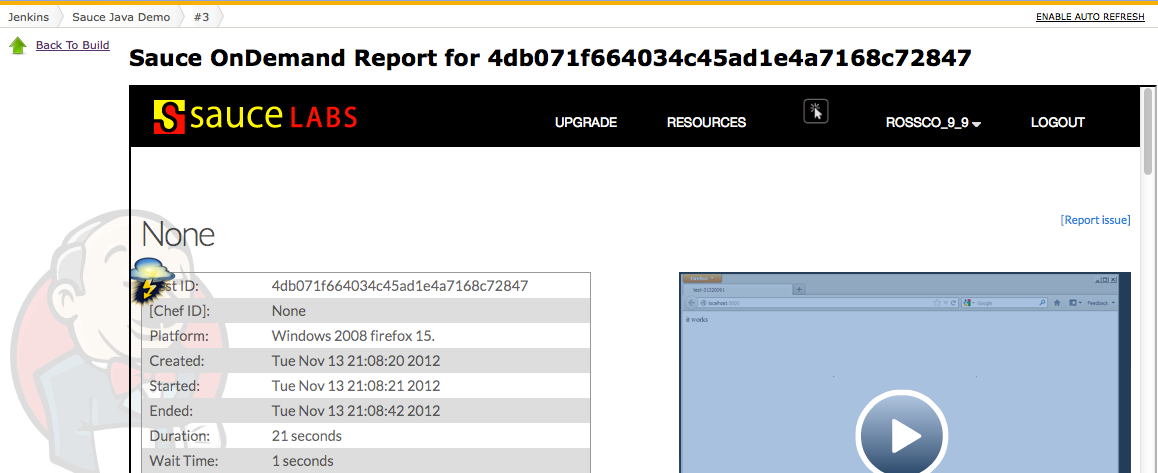 Jenkins Sauce Java Demo #3 ENABLE AUTO REFRESH
Back To Build
Sauce OnDemand Report for 4db071f664034c45ad1e4a7168c72847
S sauce LABS UPGRADE RESOURCES ROSSCO_9_9 LOGOUT
[Report issue]
None
est ID: 4db071f664034c45ad1e4a7168c72847
[Chef ID]: None
Platform: Windows 2008 firefox 15.
Created: Tue Nov 13 21:08:20 2012
Started: Tue Nov 13 21:08:21 2012
Ended: Tue Nov 13 21:08:42 2012
Duration: 21 seconds
Wait Time: 1 seconds
Firefox
localhost:3000 Google Feedback
it works